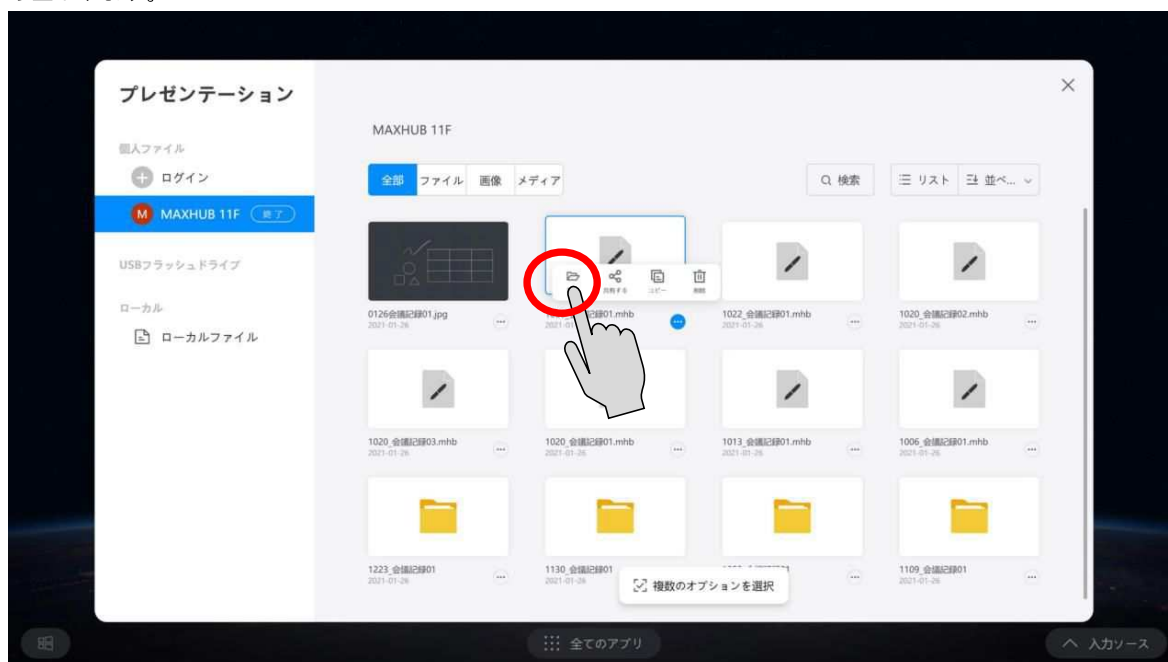 プレゼンテーション
個人ファイル
ログイン
M MAXHUB 11F 終了
USBフラッシュドライブ
ローカル
ローカルファイル
MAXHUB 11F
全部 ファイル 画像 メディア
検索 リスト 並べ...
共有する コピー 削除
0126会議記録01.jpg
2021-01-26
1022_会議記録01.mhb
2021-01-26
1020_会議記録02.mhb
2021-01-26
1020_会議記録03.mhb
2021-01-26
1020_会議記録01.mhb
2021-01-26
1013_会議記録01.mhb
2021-01-26
1006_会議記録01.mhb
2021-01-26
1223_会議記録01
2021-01-26
1130_会議記録01
2021-01-26
1109_会議記録01
2021-01-26
複数のオプションを選択
全てのアプリ
入力ソース